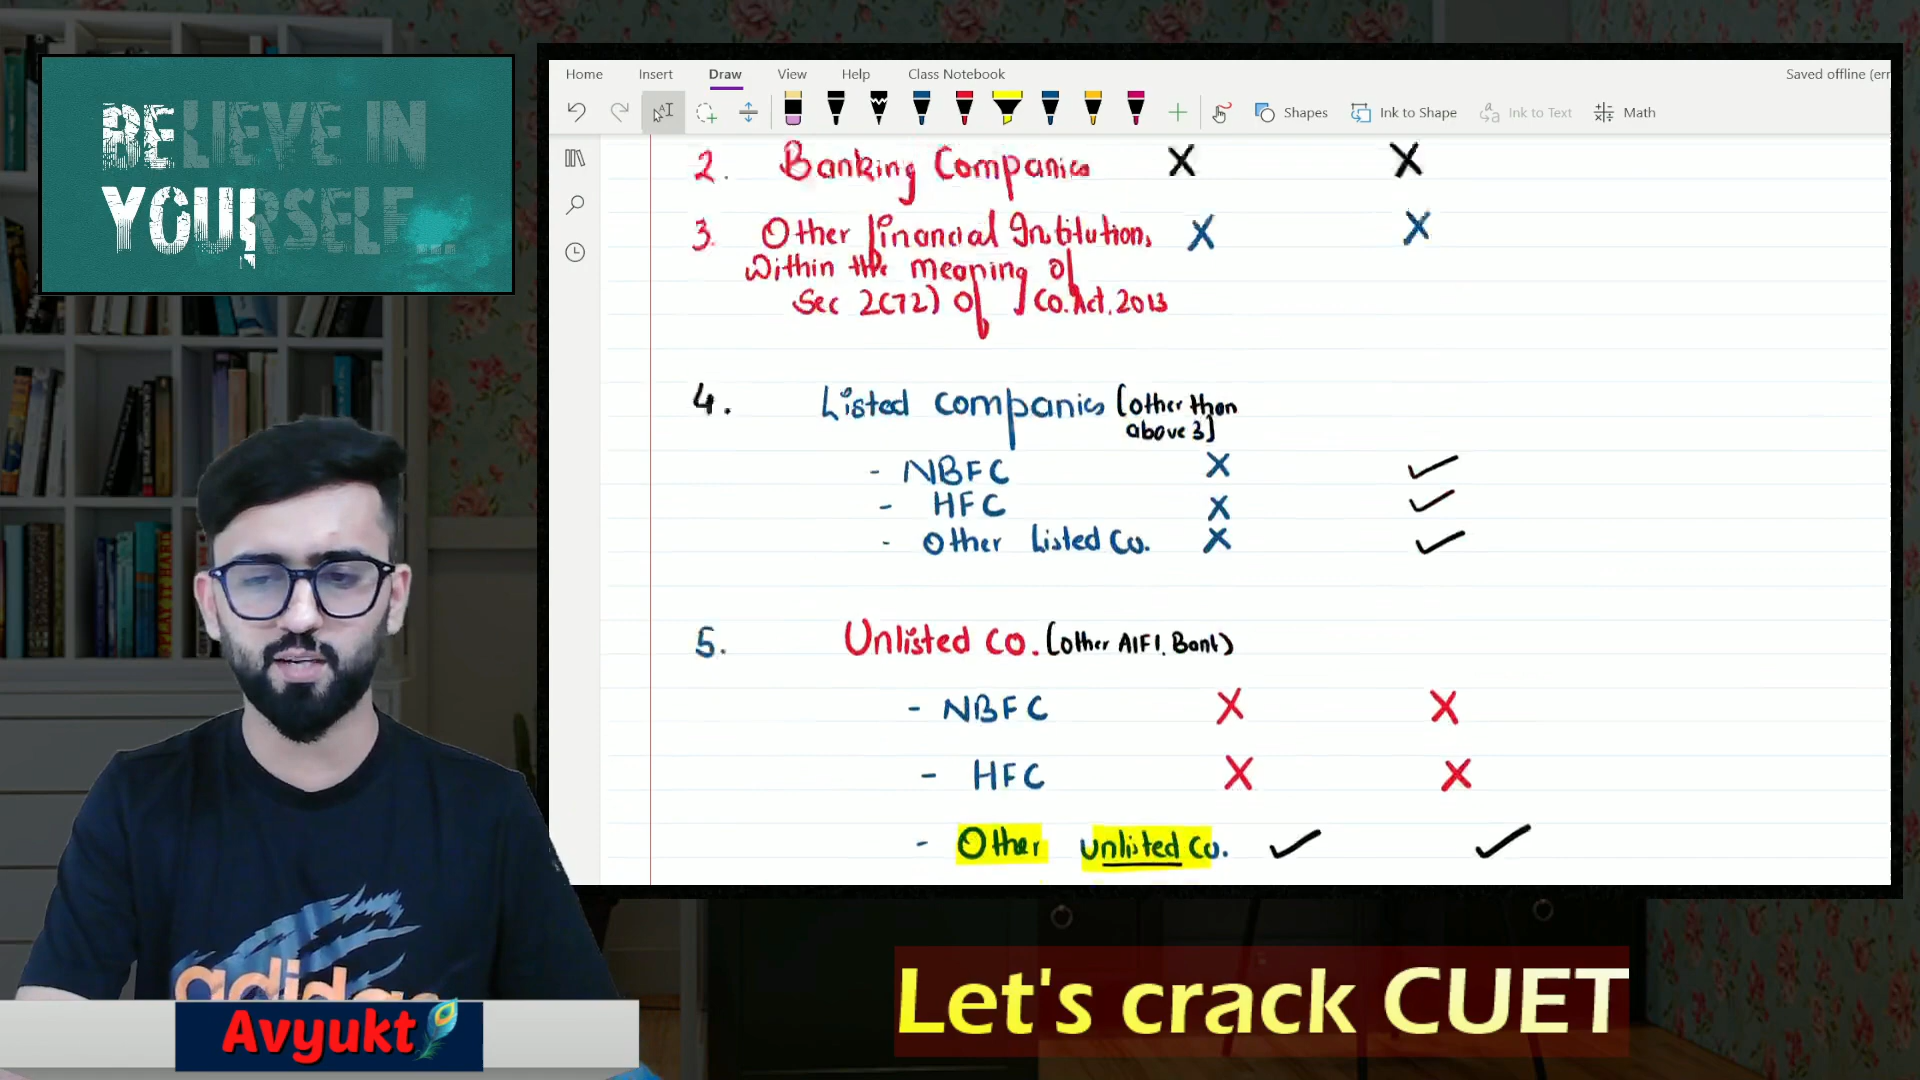 BELIEVE IN
YOURSELF...
Home Insert Draw View Help Class Notebook Saved offline (err
Shapes Ink to Shape Ink to Text Math
2. Banking Companies X X
3. Other financial Institutions X X
Within the meaning of
Sec 2(72) of Co. Act. 2013
4. Listed companies (other than
above 3)
- NBFC X ✓
- HFC X ✓
- Other Listed Co. X ✓
5. Unlisted Co. (other AIFI. Bank)
- NBFC X X
- HFC X X
- Other unlisted Co. ✓ ✓
adidas
Avyukt
Let's crack CUET